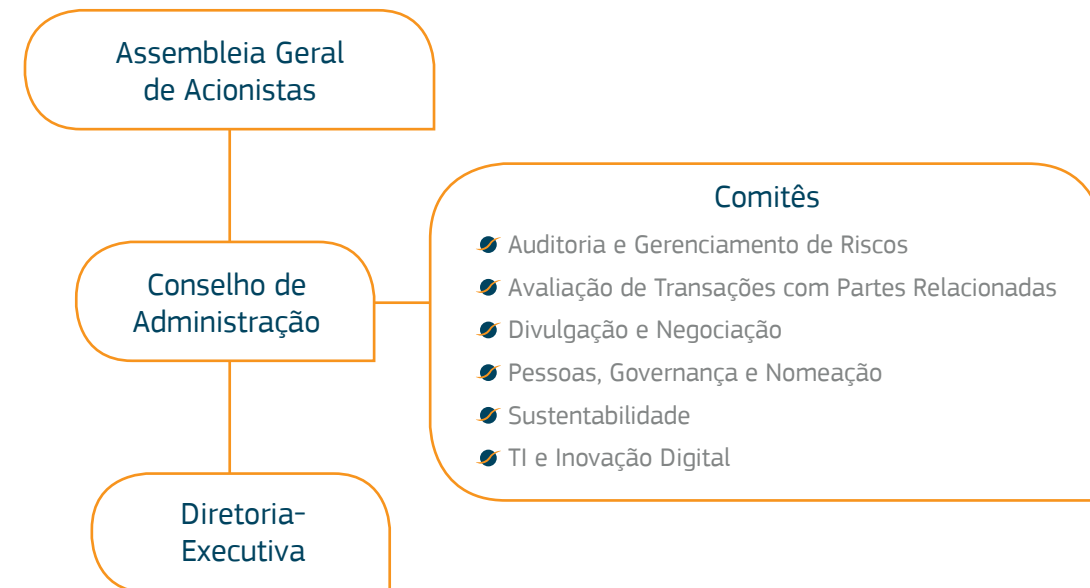 Assembleia Geral
de Acionistas
Conselho de
Administração
Comitês
Auditoria e Gerenciamento de Riscos
Avaliação de Transações com Partes Relacionadas
Divulgação e Negociação
Pessoas, Governança e Nomeação
Sustentabilidade
TI e Inovação Digital
Diretoria-
Executiva